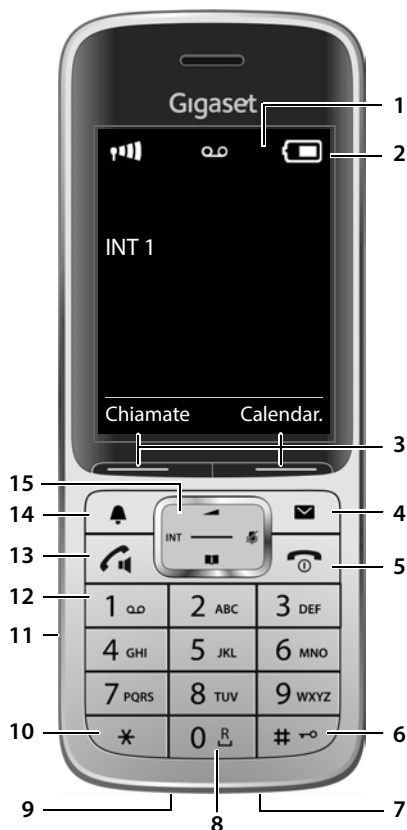 Gigaset
1
2
INT 1
Chiamate Calendar.
3
15
14
4
INT
13
5
12
1
2 ABC
3 DEF
11
4 GHI
5 JKL
6 MNO
7 PQRS
8 TUV
9 WXYZ
10
*
0 R
#
6
9
8
7